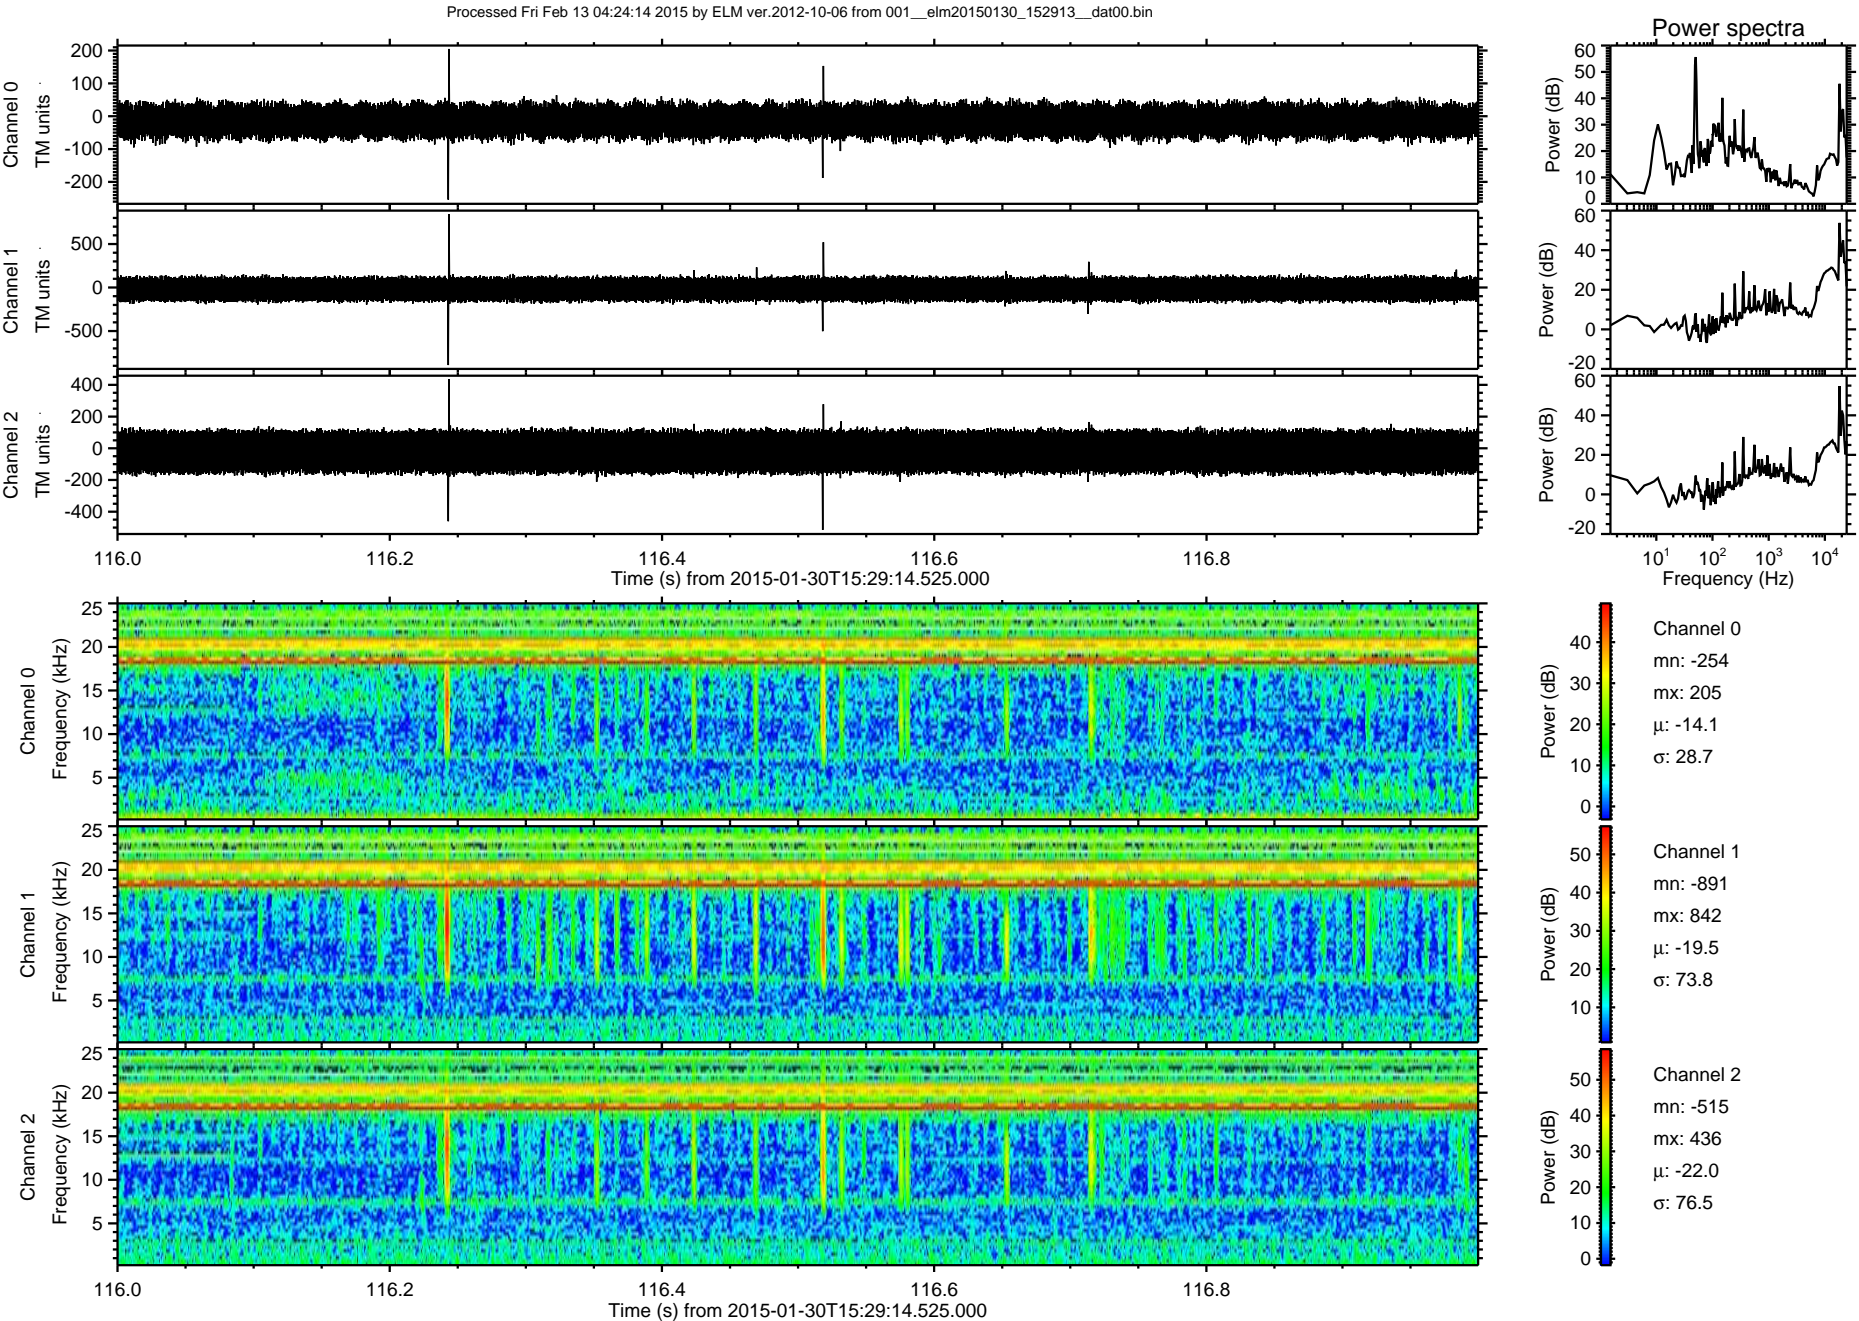 Processed Fri Feb 13 04:24:14 2015 by ELM ver.2012-10-06 from 001__elm20150130_152913__dat00.bin
Power spectra
Channel 0
TM units
200
100
0
-100
-200
Power (dB)
60
50
40
30
20
10
0
Channel 1
TM units
500
0
-500
Power (dB)
60
40
20
0
-20
Channel 2
TM units
400
200
0
-200
-400
Power (dB)
60
40
20
0
-20
116.0 116.2 116.4 116.6 116.8
Time (s) from 2015-01-30T15:29:14.525.000
10¹ 10² 10³ 10⁴
Frequency (Hz)
Channel 0
Frequency (kHz)
25
20
15
10
5
Power (dB)
40
30
20
10
0
Channel 0
mn: -254
mx: 205
μ: -14.1
σ: 28.7
Channel 1
Frequency (kHz)
25
20
15
10
5
Power (dB)
50
40
30
20
10
Channel 1
mn: -891
mx: 842
μ: -19.5
σ: 73.8
Channel 2
Frequency (kHz)
25
20
15
10
5
Power (dB)
50
40
30
20
10
0
Channel 2
mn: -515
mx: 436
μ: -22.0
σ: 76.5
116.0 116.2 116.4 116.6 116.8
Time (s) from 2015-01-30T15:29:14.525.000